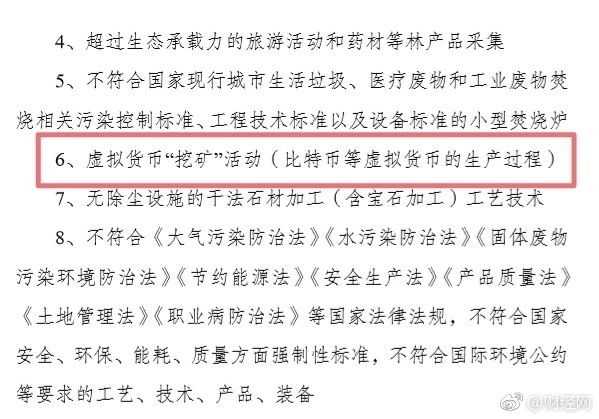 4、超过生态承载力的旅游活动和药材等林产品采集
5、不符合国家现行城市生活垃圾、医疗废物和工业废物焚
烧相关污染控制标准、工程技术标准以及设备标准的小型焚烧炉
6、虚拟货币“挖矿”活动（比特币等虚拟货币的生产过程）
7、无除尘设施的干法石材加工（含宝石加工）工艺技术
8、不符合《大气污染防治法》《水污染防治法》《固体废物
污染环境防治法》《节约能源法》《安全生产法》《产品质量法》
《土地管理法》《职业病防治法》等国家法律法规，不符合国家
安全、环保、能耗、质量方面强制性标准，不符合国际环境公约
等要求的工艺、技术、产品、装备
@财经网